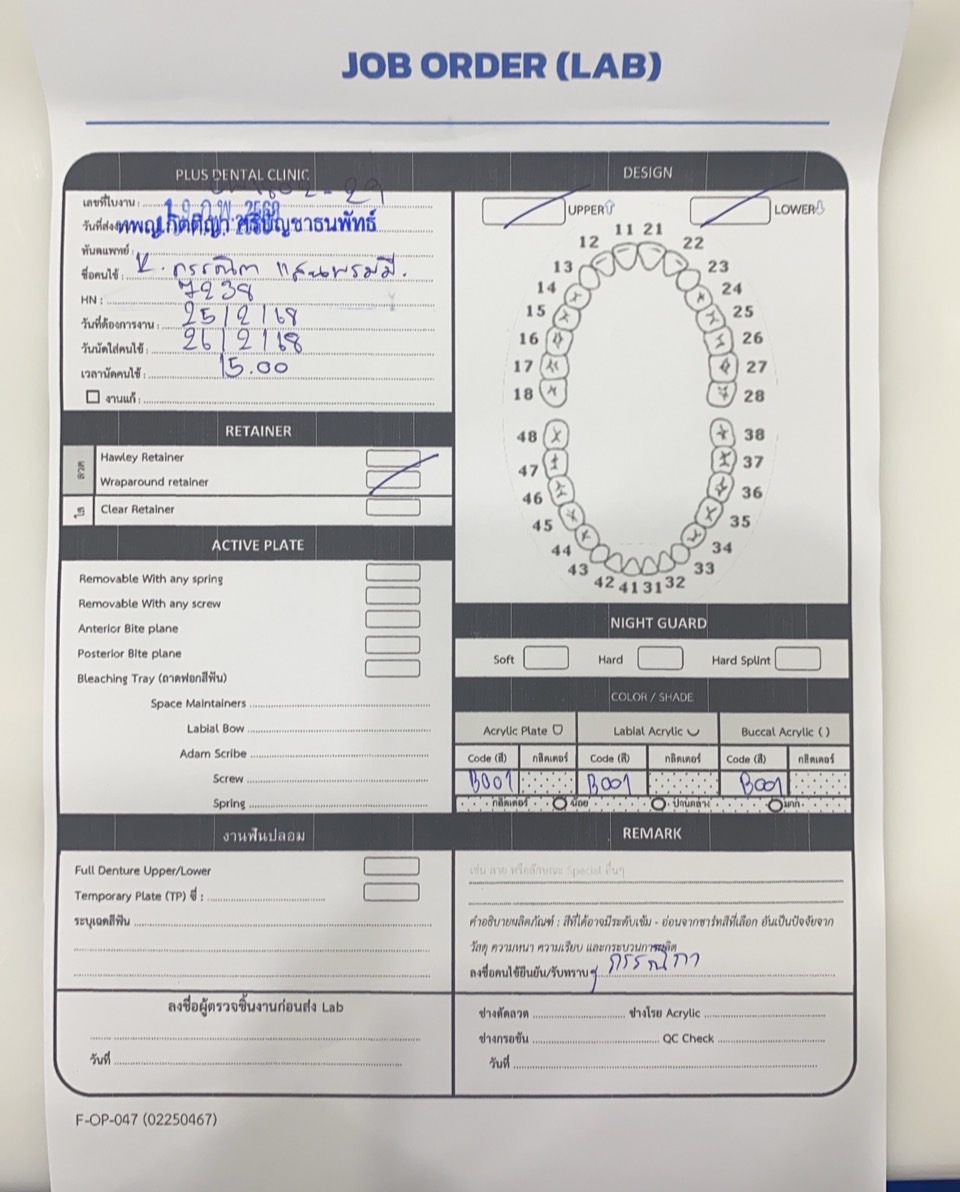 JOB ORDER (LAB)
PLUS DENTAL CLINIC
เลขที่ใบงาน :
วันที่ส่ง ทพญ.กิตติญา ศรีบัญชาธนพัทธ์
ทันตแพทย์ :
ชื่อคนไข้ : K. กรรณิกา แสนพรมมี.
HN : 7238
วันที่ต้องการงาน : 25/2/68
วันนัดใส่คนไข้ : 26/2/68
เวลานัดคนไข้ : 15.00
งานแก้ :
RETAINER
ลวด
Hawley Retainer
Wraparound retainer
ใส
Clear Retainer
ACTIVE PLATE
Removable With any spring
Removable With any screw
Anterior Bite plane
Posterior Bite plane
Bleaching Tray (ถาดฟอกสีฟัน)
Space Maintainers
Labial Bow
Adam Scribe
Screw
Spring
งานฟันปลอม
Full Denture Upper/Lower
Temporary Plate (TP) ซี่ :
ระบุเฉดสีฟัน
ลงชื่อผู้ตรวจชิ้นงานก่อนส่ง Lab
วันที่
DESIGN
UPPER LOWER
11 21
12 22
13 23
14 24
15 25
16 26
17 27
18 28
48 38
47 37
46 36
45 35
44 34
43 33
42 41 31 32
NIGHT GUARD
Soft Hard Hard Splint
COLOR / SHADE
Acrylic Plate Labial Acrylic Buccal Acrylic ( )
Code (สี) กลิตเตอร์ Code (สี) กลิตเตอร์ Code (สี) กลิตเตอร์
B001 B001 B001
กลิตเตอร์ น้อย ปานกลาง มาก
REMARK
เช่น ลาย หรือลักษณะ Special อื่นๆ
คำอธิบายผลิตภัณฑ์ : สีที่ได้อาจมีระดับเข้ม - อ่อนจากชาร์ทสีที่เลือก อันเป็นปัจจัยจาก
วัสดุ ความหนา ความเรียบ และกระบวนการผลิต
ลงชื่อคนไข้ยืนยัน/รับทราบ กรรณิกา
ช่างดัดลวด ช่างโรย Acrylic
ช่างกรอขัน QC Check
วันที่
F-OP-047 (02250467)